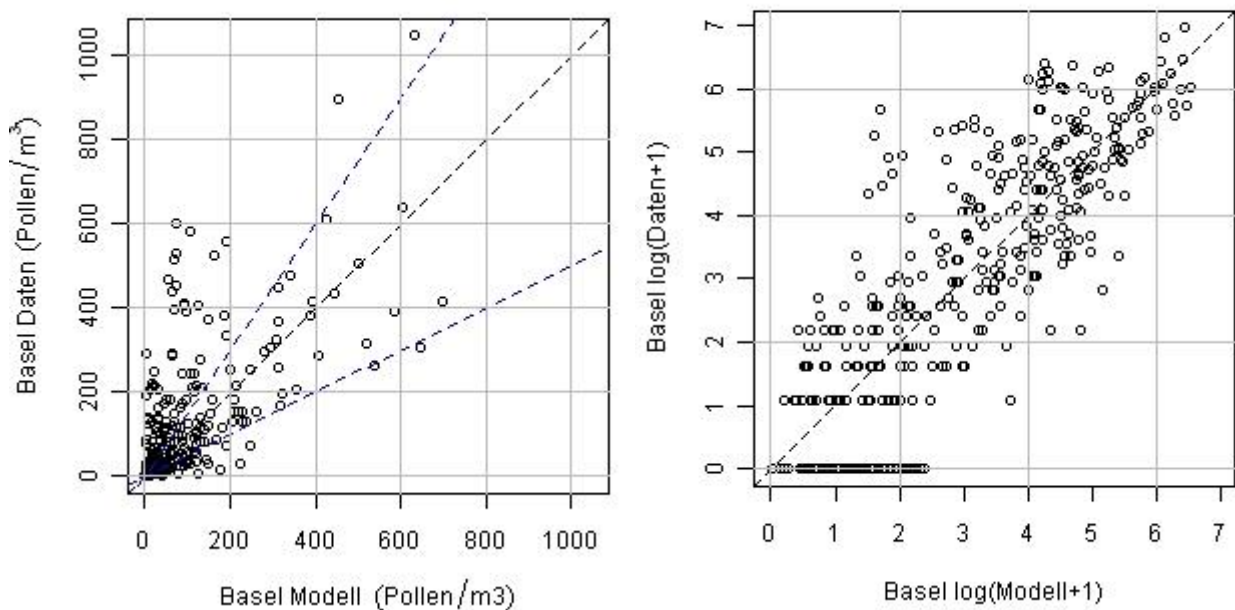 Basel Daten (Pollen/m³)
1000
800
600
400
200
0
0 200 400 600 800 1000
Basel Modell (Pollen/m3)
Basel log(Daten+1)
7
6
5
4
3
2
1
0
0 1 2 3 4 5 6 7
Basel log(Modell+1)